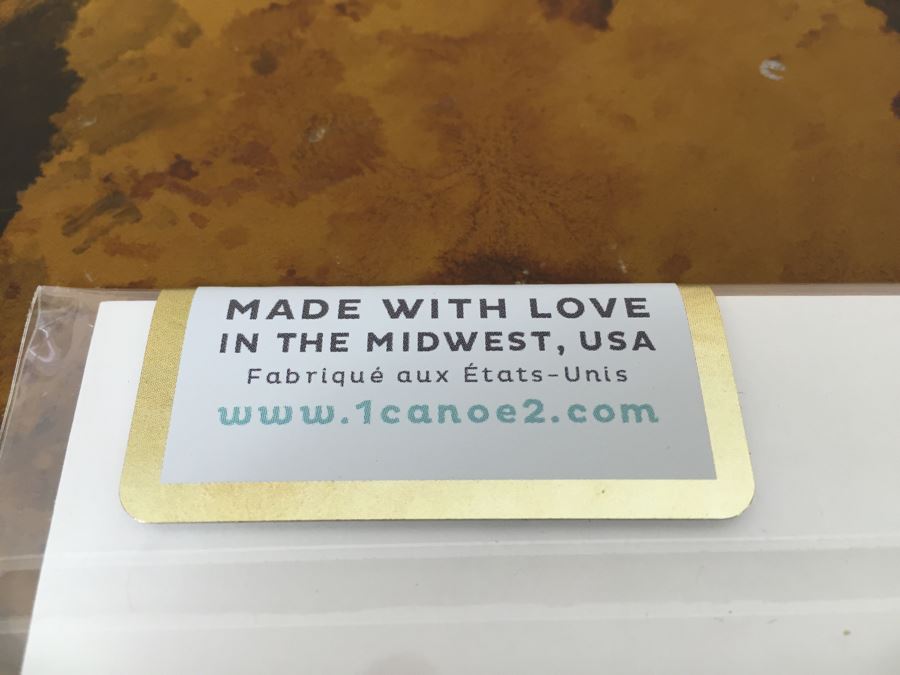 MADE WITH LOVE
IN THE MIDWEST, USA
Fabriqué aux États-Unis
www.1canoe2.com